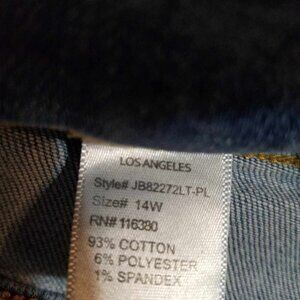 LOS ANGELES
Style# JB82272LT-PL
Size# 14W
RN# 116380
93% COTTON
6% POLYESTER
1% SPANDEX